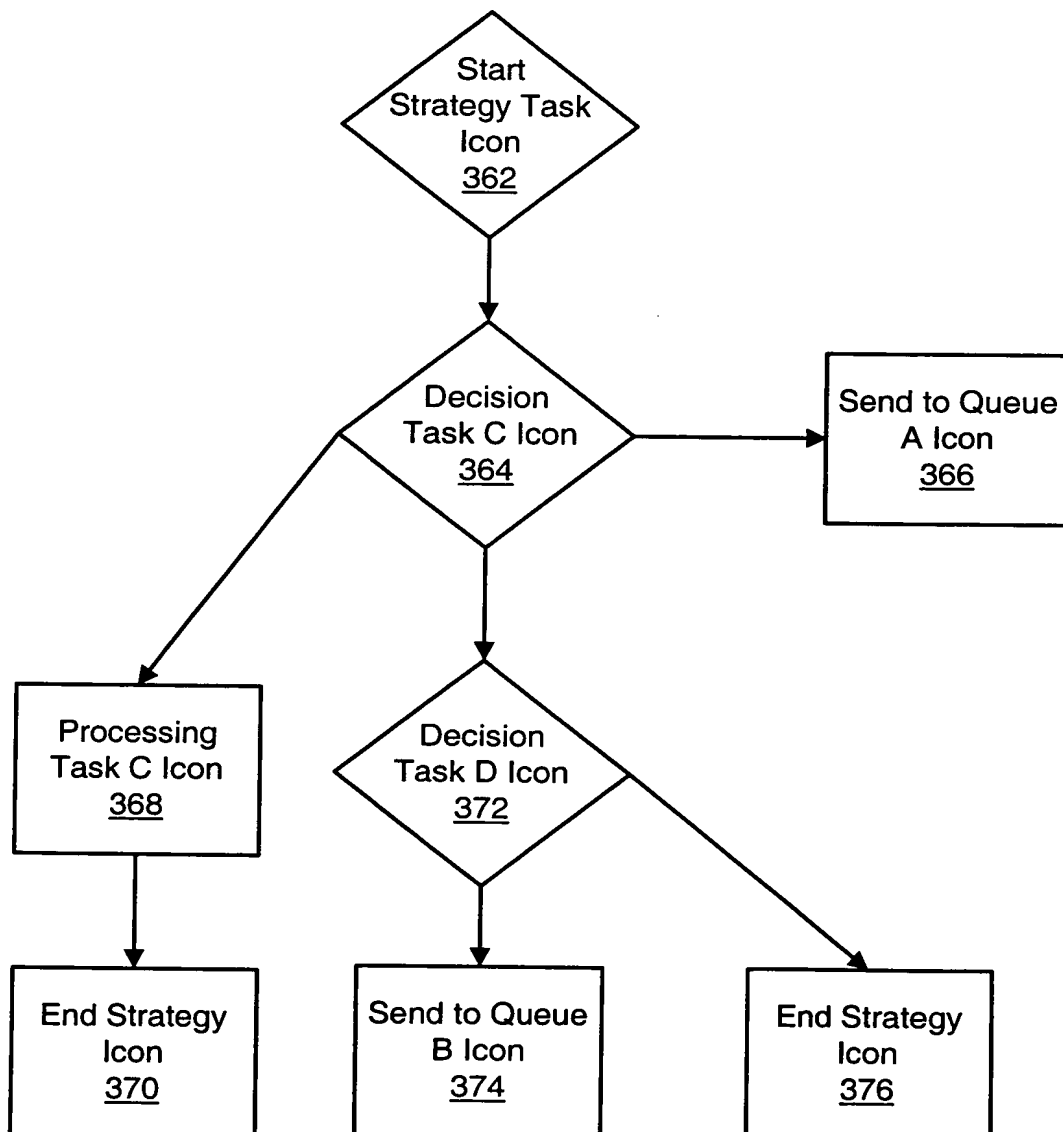 Start
Strategy Task
Icon
362
Decision
Task C Icon
364
Send to Queue
A Icon
366
Processing
Task C Icon
368
Decision
Task D Icon
372
End Strategy
Icon
370
Send to Queue
B Icon
374
End Strategy
Icon
376